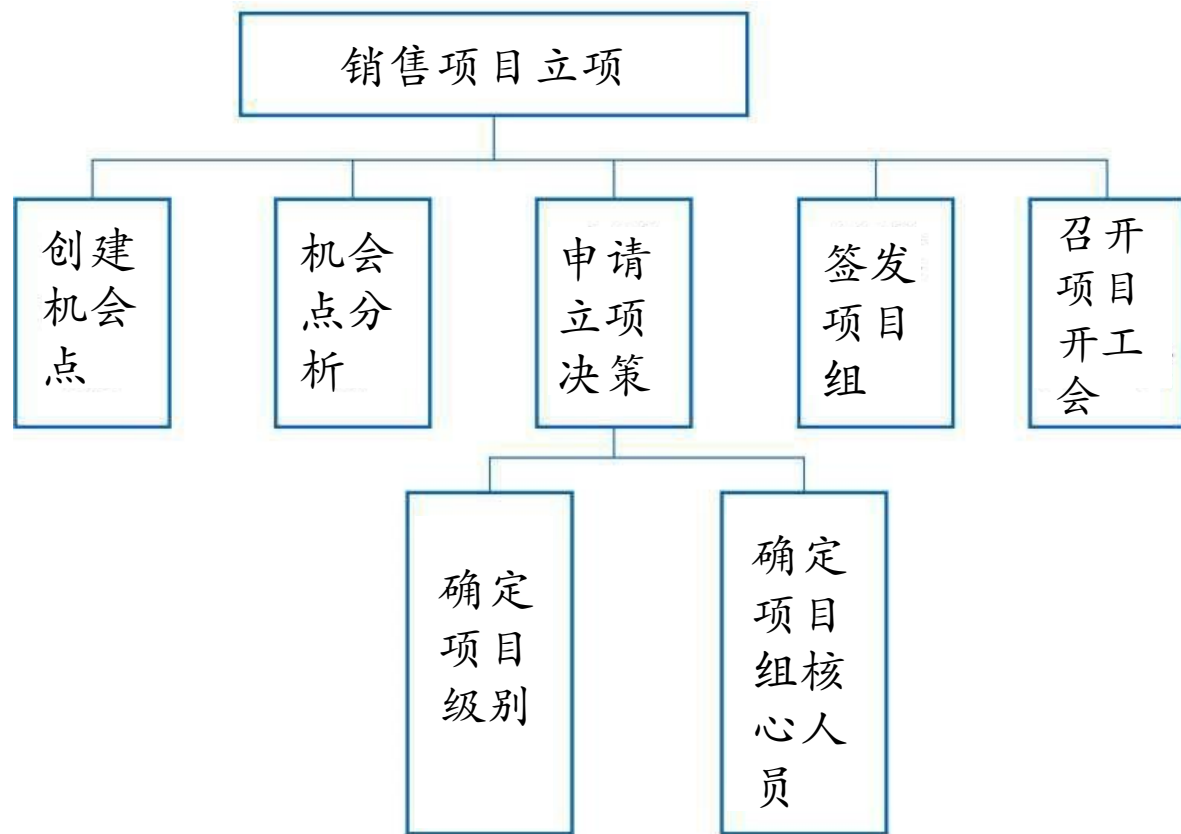 销售项目立项
创建
机会
点
机会
点分
析
申请
立项
决策
签发
项目
组
召开
项目
开工
会
确定
项目
级别
确定
项目
组核
心人
员